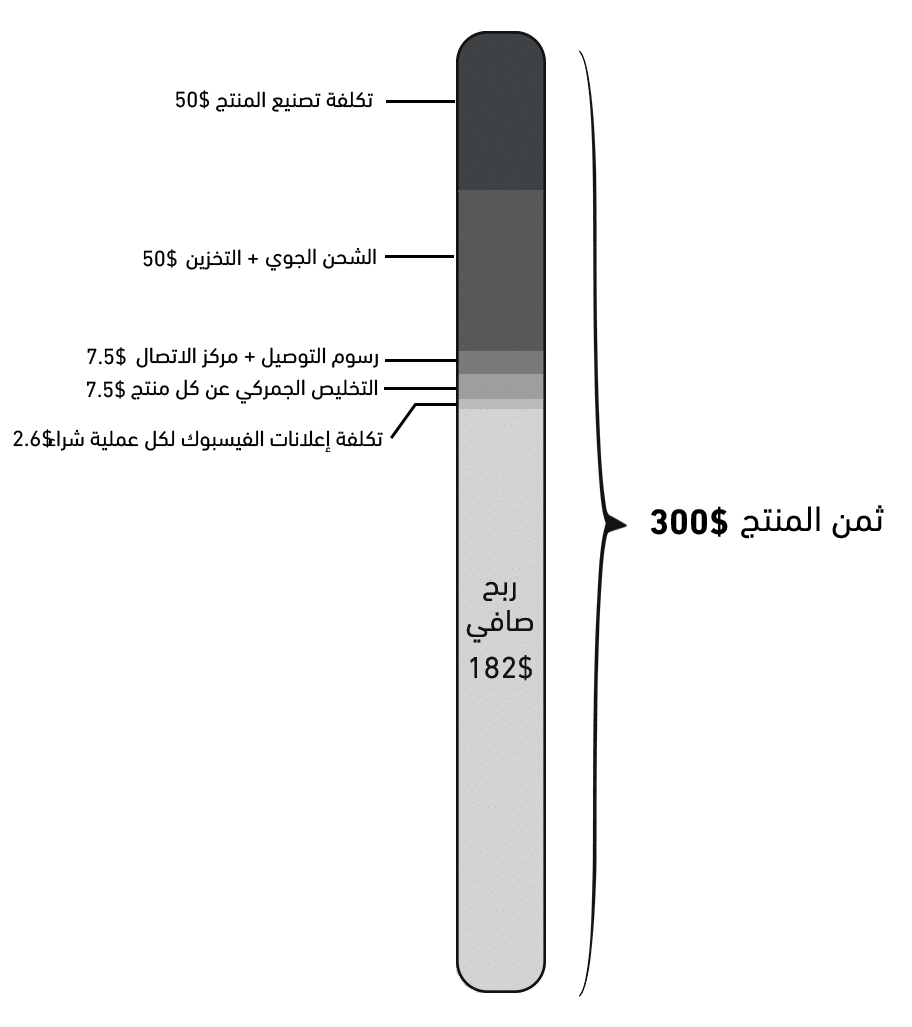 تكلفة تصنيع المنتج 50$
الشحن الجوي + التخزين 50$
رسوم التوصيل + مركز الاتصال 7.5$
التخليص الجمركي عن كل منتج 7.5$
تكلفة إعلانات الفيسبوك لكل عملية شراء 2.6$
ثمن المنتج 300$
ربح
صافي
182$